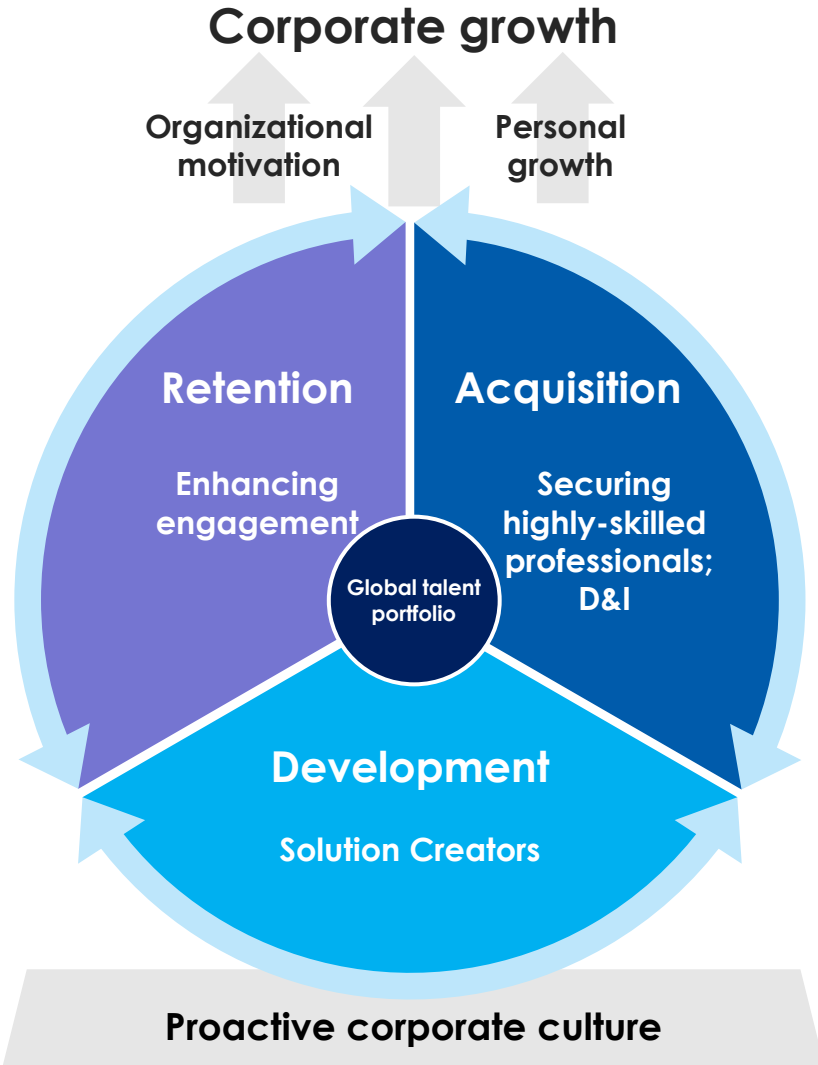 Corporate growth
Organizational
motivation
Personal
growth
Retention
Enhancing
engagement
Acquisition
Securing
highly-skilled
professionals;
D&I
Global talent
portfolio
Development
Solution Creators
Proactive corporate culture